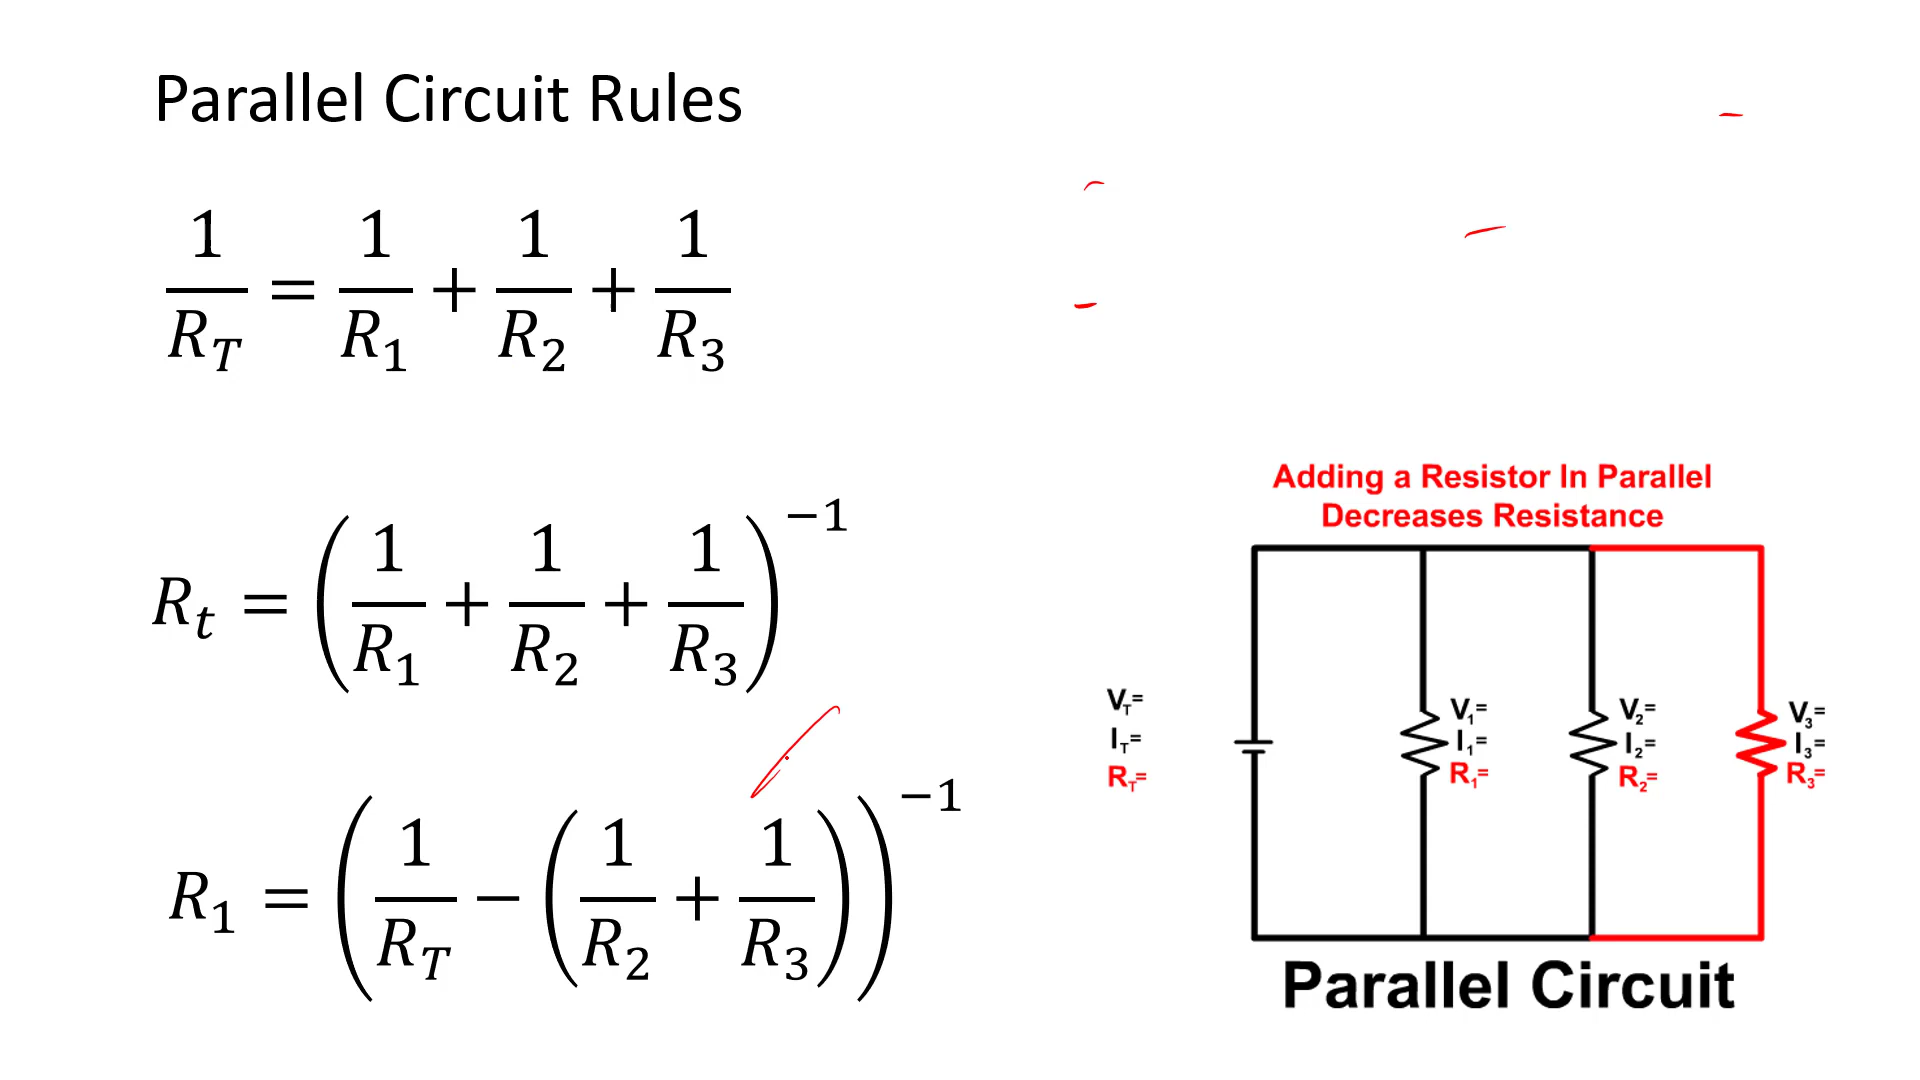 Parallel Circuit Rules
1/R_T = 1/R_1 + 1/R_2 + 1/R_3
R_t = (1/R_1 + 1/R_2 + 1/R_3)^−1
R_1 = (1/R_T − (1/R_2 + 1/R_3))^−1
Adding a Resistor In Parallel
Decreases Resistance
V_T=
I_T=
R_T=
V_1=
I_1=
R_1=
V_2=
I_2=
R_2=
V_3=
I_3=
R_3=
Parallel Circuit